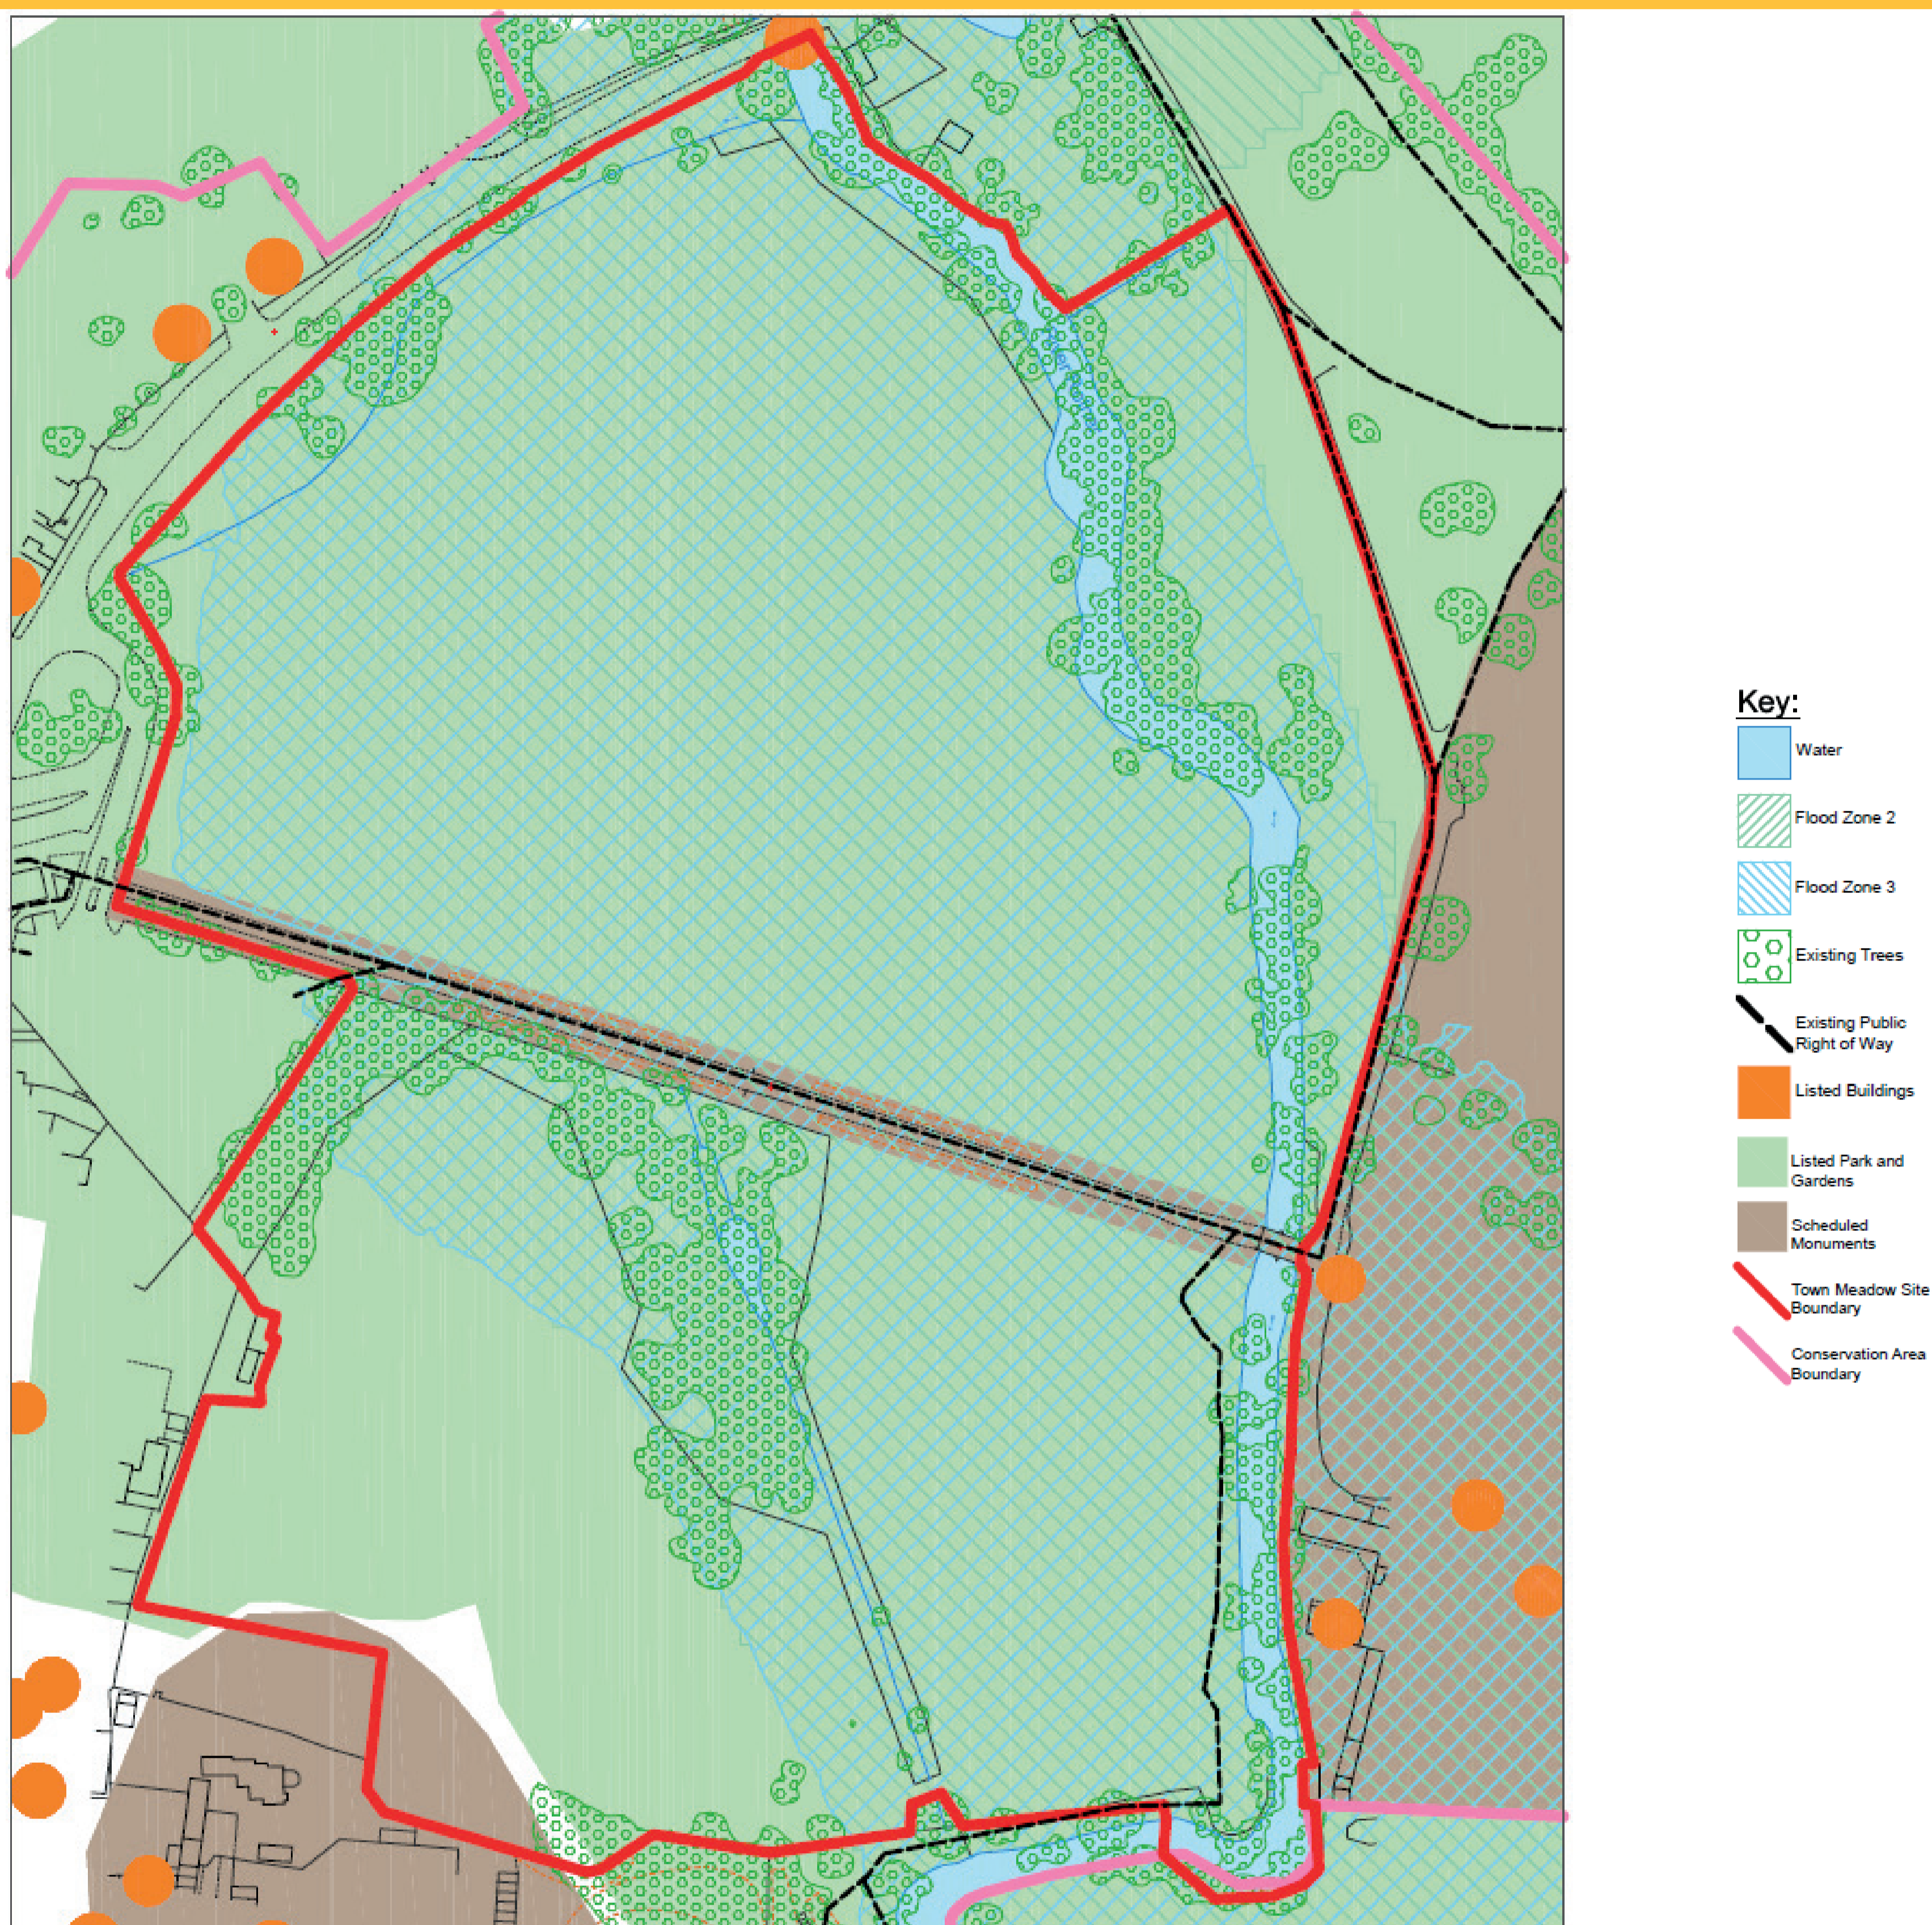 Key:
Water
Flood Zone 2
Flood Zone 3
Existing Trees
Existing Public
Right of Way
Listed Buildings
Listed Park and
Gardens
Scheduled
Monuments
Town Meadow Site
Boundary
Conservation Area
Boundary